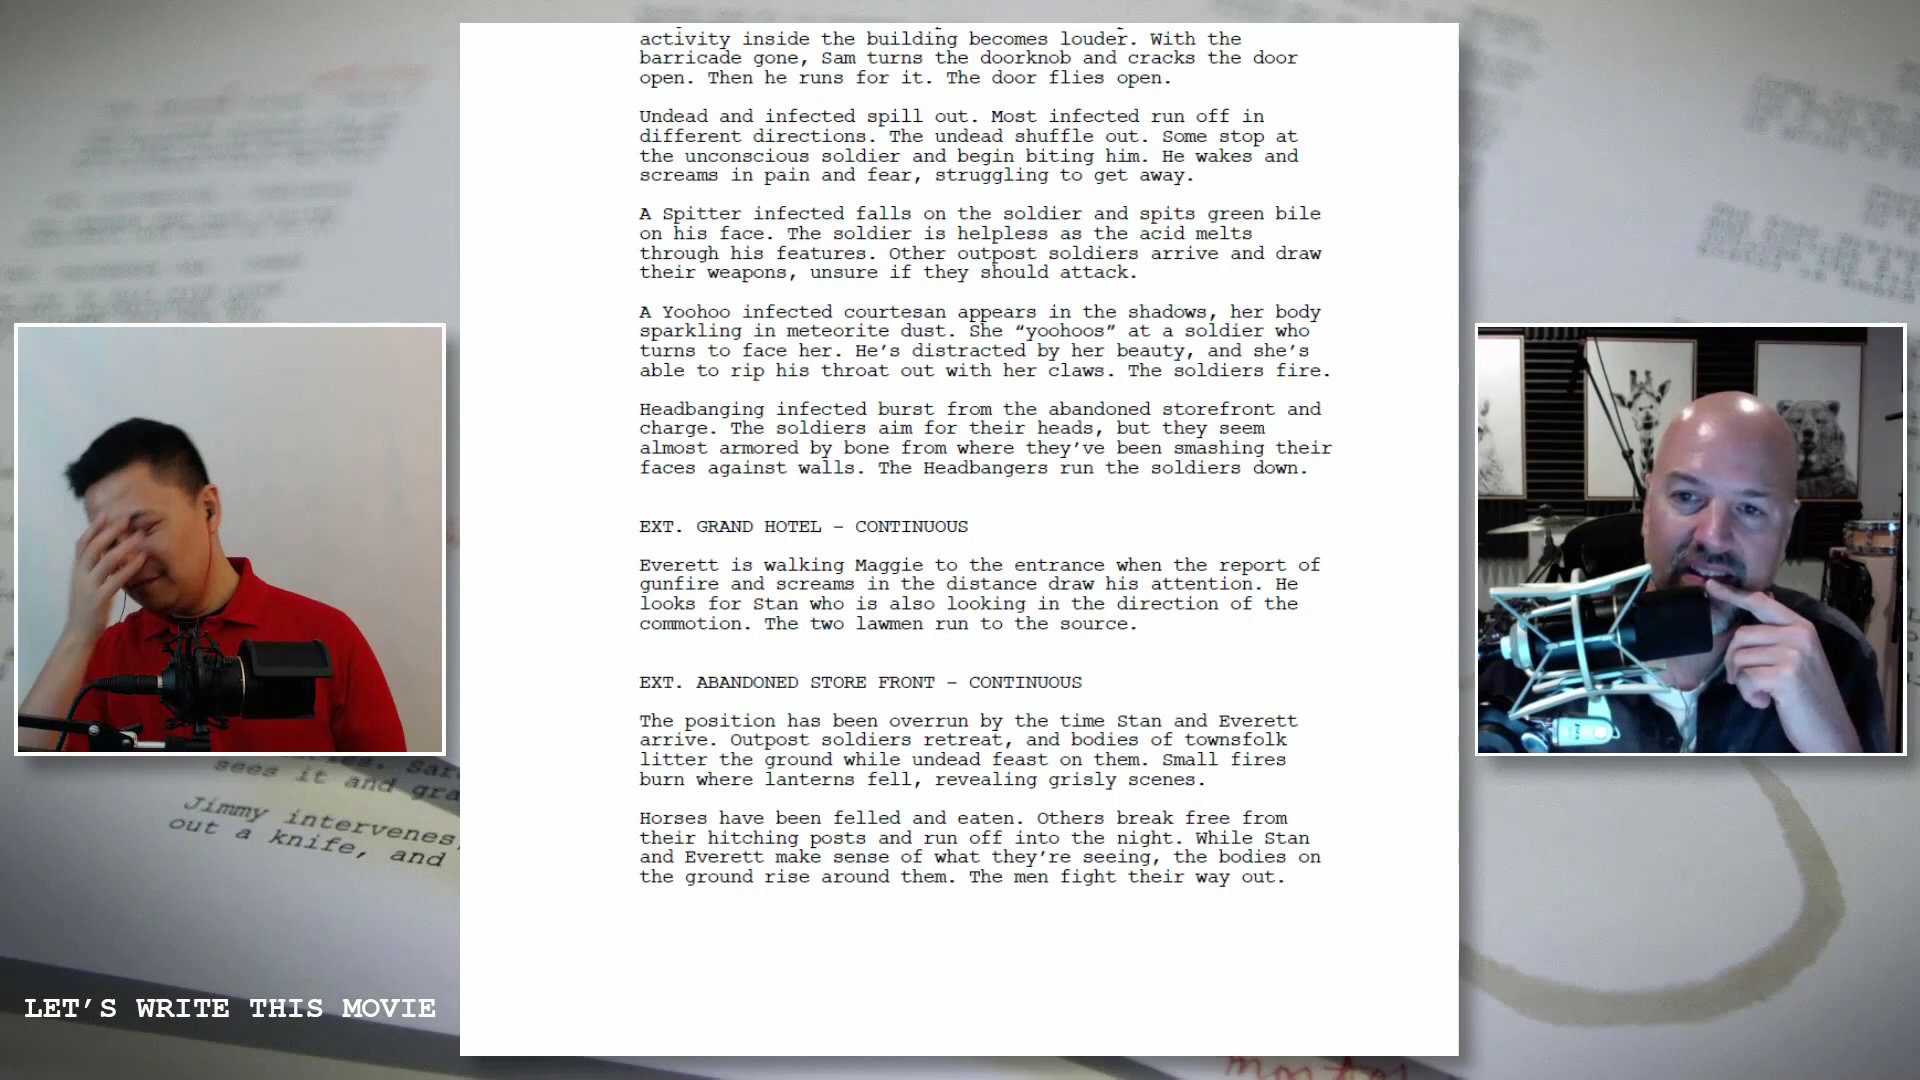 activity inside the building becomes louder. With the
barricade gone, Sam turns the doorknob and cracks the door
open. Then he runs for it. The door flies open.
Undead and infected spill out. Most infected run off in
different directions. The undead shuffle out. Some stop at
the unconscious soldier and begin biting him. He wakes and
screams in pain and fear, struggling to get away.
A Spitter infected falls on the soldier and spits green bile
on his face. The soldier is helpless as the acid melts
through his features. Other outpost soldiers arrive and draw
their weapons, unsure if they should attack.
A Yoohoo infected courtesan appears in the shadows, her body
sparkling in meteorite dust. She “yoohoos” at a soldier who
turns to face her. He’s distracted by her beauty, and she’s
able to rip his throat out with her claws. The soldiers fire.
Headbanging infected burst from the abandoned storefront and
charge. The soldiers aim for their heads, but they seem
almost armored by bone from where they’ve been smashing their
faces against walls. The Headbangers run the soldiers down.
EXT. GRAND HOTEL – CONTINUOUS
Everett is walking Maggie to the entrance when the report of
gunfire and screams in the distance draw his attention. He
looks for Stan who is also looking in the direction of the
commotion. The two lawmen run to the source.
EXT. ABANDONED STORE FRONT – CONTINUOUS
The position has been overrun by the time Stan and Everett
arrive. Outpost soldiers retreat, and bodies of townsfolk
litter the ground while undead feast on them. Small fires
burn where lanterns fell, revealing grisly scenes.
Horses have been felled and eaten. Others break free from
their hitching posts and run off into the night. While Stan
and Everett make sense of what they’re seeing, the bodies on
the ground rise around them. The men fight their way out.
sees it and gra
Jimmy intervenes,
out a knife, and
LET’S WRITE THIS MOVIE